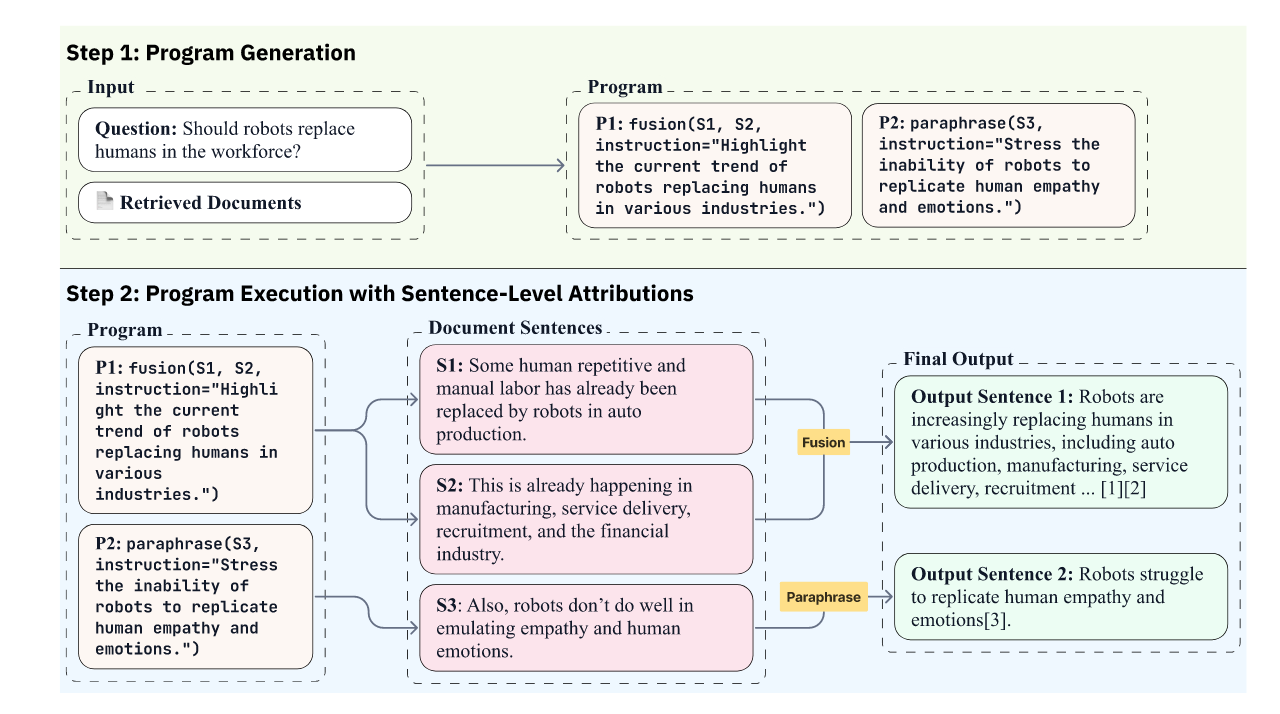 Step 1: Program Generation
Input
Question: Should robots replace
humans in the workforce?
Retrieved Documents
Program
P1: fusion(S1, S2,
instruction="Highlight
the current trend of
robots replacing humans
in various industries.")
P2: paraphrase(S3,
instruction="Stress the
inability of robots to
replicate human empathy
and emotions.")
Step 2: Program Execution with Sentence-Level Attributions
Program
P1: fusion(S1, S2,
instruction="Highli
ght the current
trend of robots
replacing humans in
various
industries.")
P2: paraphrase(S3,
instruction="Stress
the inability of
robots to replicate
human empathy and
emotions.")
Document Sentences
S1: Some human repetitive and
manual labor has already been
replaced by robots in auto
production.
S2: This is already happening in
manufacturing, service delivery,
recruitment, and the financial
industry.
S3: Also, robots don’t do well in
emulating empathy and human
emotions.
Fusion
Paraphrase
Final Output
Output Sentence 1: Robots are
increasingly replacing humans in
various industries, including auto
production, manufacturing, service
delivery, recruitment ... [1][2]
Output Sentence 2: Robots struggle
to replicate human empathy and
emotions[3].